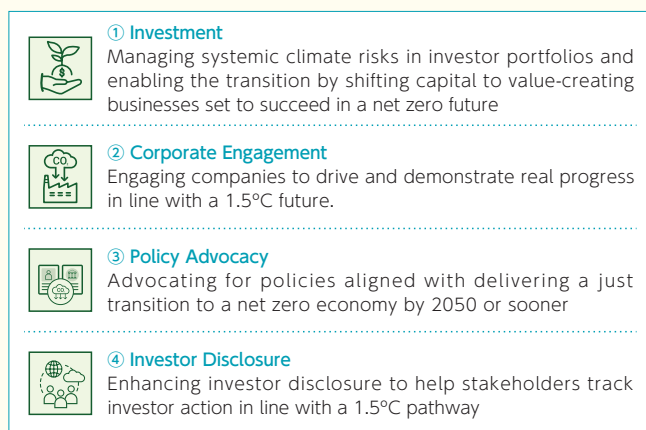 ① Investment
Managing systemic climate risks in investor portfolios and
enabling the transition by shifting capital to value-creating
businesses set to succeed in a net zero future
② Corporate Engagement
CO₂
Engaging companies to drive and demonstrate real progress
in line with a 1.5°C future.
③ Policy Advocacy
Advocating for policies aligned with delivering a just
CO₂
transition to a net zero economy by 2050 or sooner
④ Investor Disclosure
Enhancing investor disclosure to help stakeholders track
investor action in line with a 1.5°C pathway